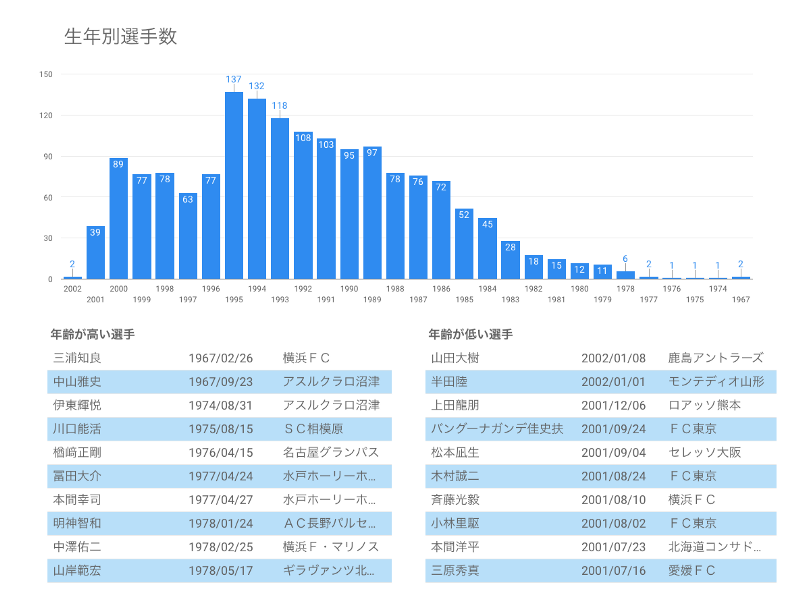 生年別選手数
150
120
90
60
30
0
2 39 89 77 78 63 77 137 132 118 108 103 95 97 78 76 72 52 45 28 18 15 12 11 6 2 1 1 1 2
2002 2000 1998 1996 1994 1992 1990 1988 1986 1984 1982 1980 1978 1976 1974
2001 1999 1997 1995 1993 1991 1989 1987 1985 1983 1981 1979 1977 1975 1967
年齢が高い選手
三浦知良 1967/02/26 横浜ＦＣ
中山雅史 1967/09/23 アスルクラロ沼津
伊東輝悦 1974/08/31 アスルクラロ沼津
川口能活 1975/08/15 ＳＣ相模原
楢﨑正剛 1976/04/15 名古屋グランパス
冨田大介 1977/04/24 水戸ホーリーホ...
本間幸司 1977/04/27 水戸ホーリーホ...
明神智和 1978/01/24 ＡＣ長野パルセ...
中澤佑二 1978/02/25 横浜Ｆ・マリノス
山岸範宏 1978/05/17 ギラヴァンツ北...
年齢が低い選手
山田大樹 2002/01/08 鹿島アントラーズ
半田陸 2002/01/01 モンテディオ山形
上田龍朋 2001/12/06 ロアッソ熊本
バングーナガンデ佳史扶 2001/09/24 ＦＣ東京
松本凪生 2001/09/04 セレッソ大阪
木村誠二 2001/08/24 ＦＣ東京
斉藤光毅 2001/08/10 横浜ＦＣ
小林里駆 2001/08/02 ＦＣ東京
本間洋平 2001/07/23 北海道コンサド...
三原秀真 2001/07/16 愛媛ＦＣ